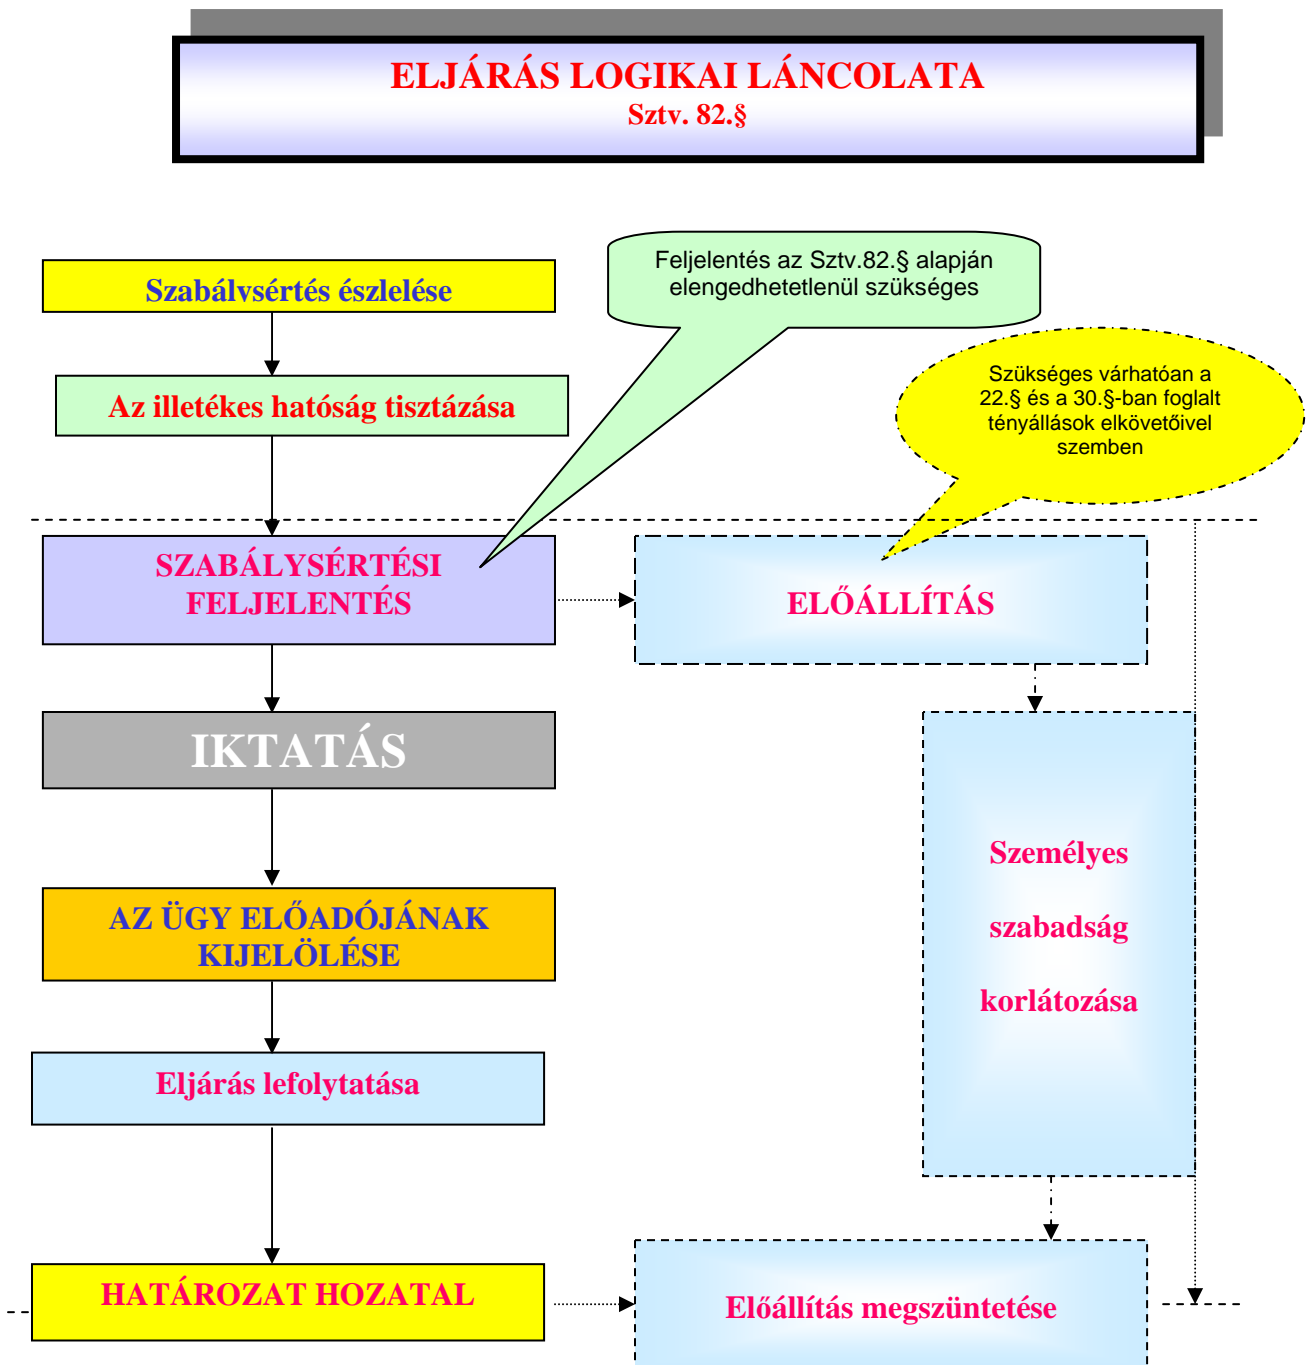 ELJÁRÁS LOGIKAI LÁNCOLATA
Sztv. 82.§
Feljelentés az Sztv.82.§ alapján
elengedhetetlenül szükséges
Szabálysértés észlelése
Szükséges várhatóan a
22.§ és a 30.§-ban foglalt
tényállások elkövetőivel
szemben
Az illetékes hatóság tisztázása
SZABÁLYSÉRTÉSI
FELJELENTÉS
ELŐÁLLÍTÁS
IKTATÁS
Személyes
szabadság
korlátozása
AZ ÜGY ELŐADÓJÁNAK
KIJELÖLÉSE
Eljárás lefolytatása
HATÁROZAT HOZATAL
Előállítás megszüntetése